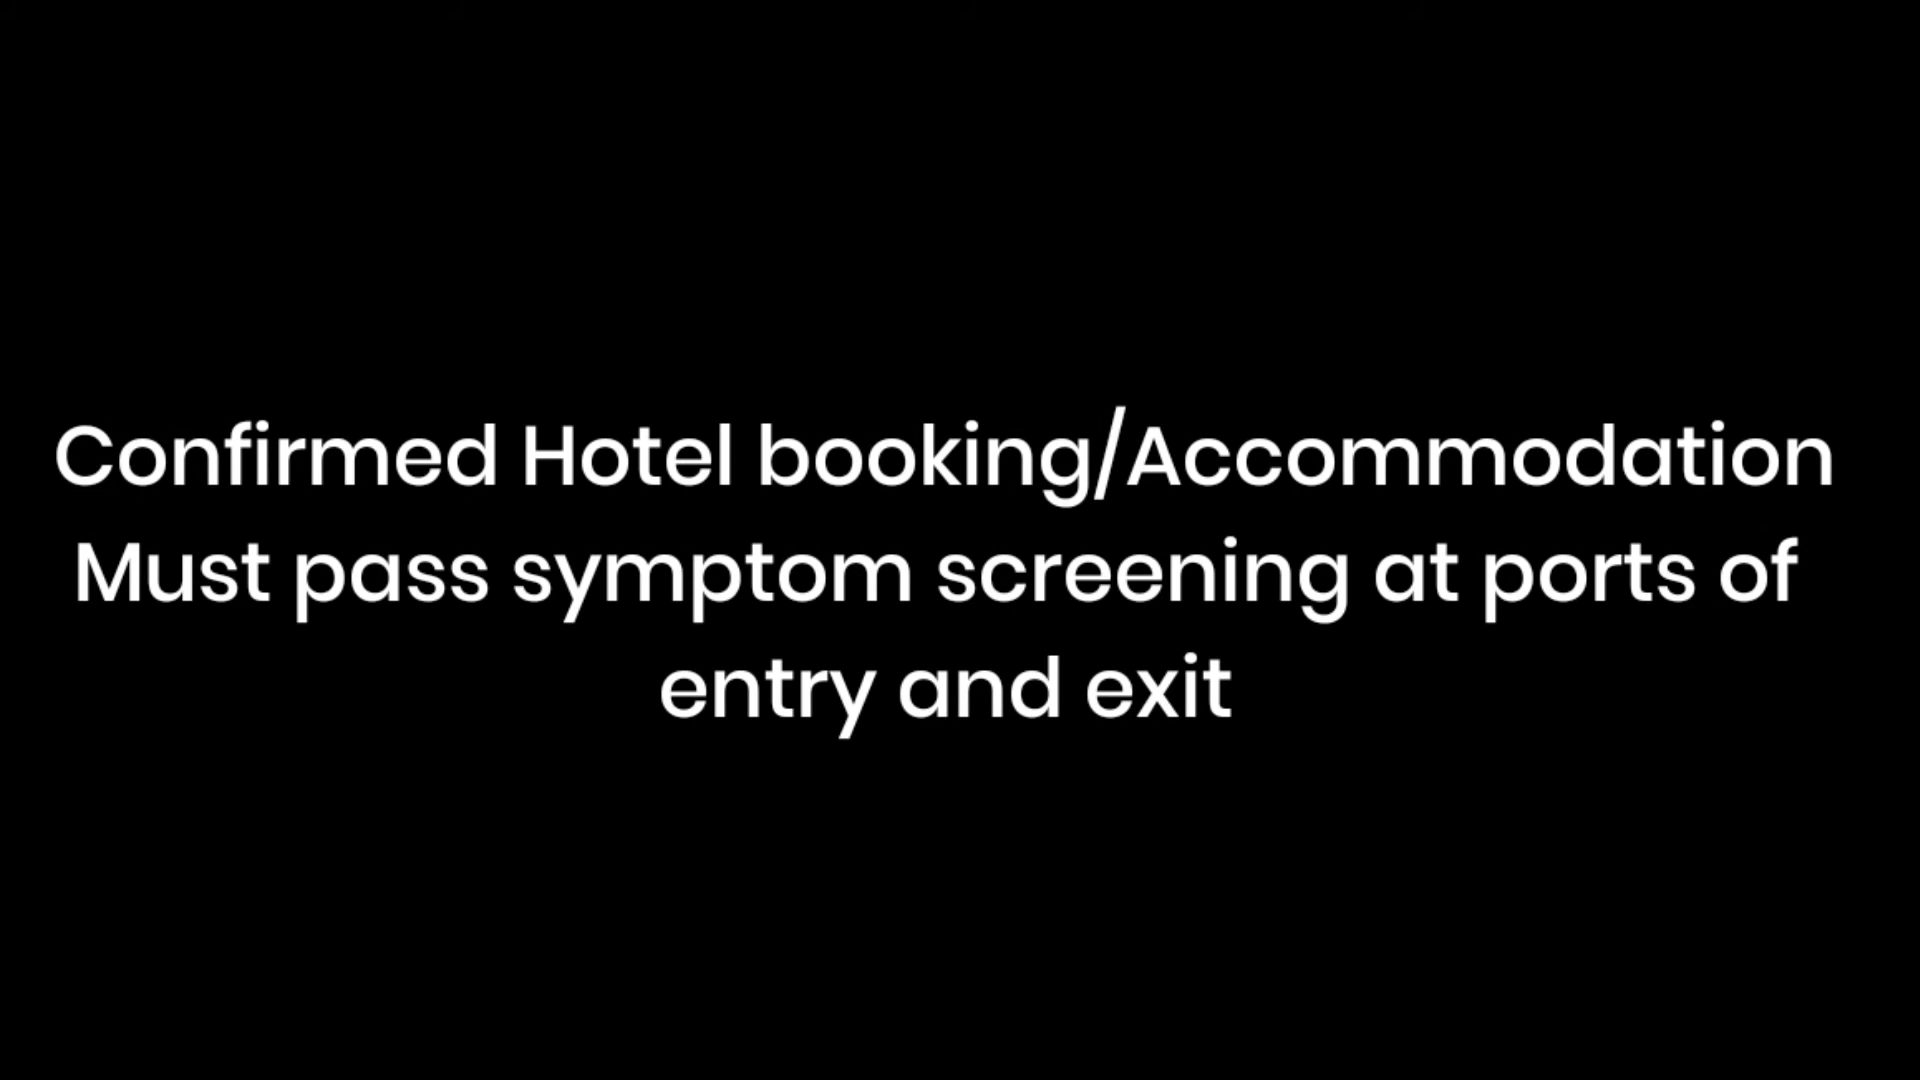 Confirmed Hotel booking/Accommodation
Must pass symptom screening at ports of
entry and exit